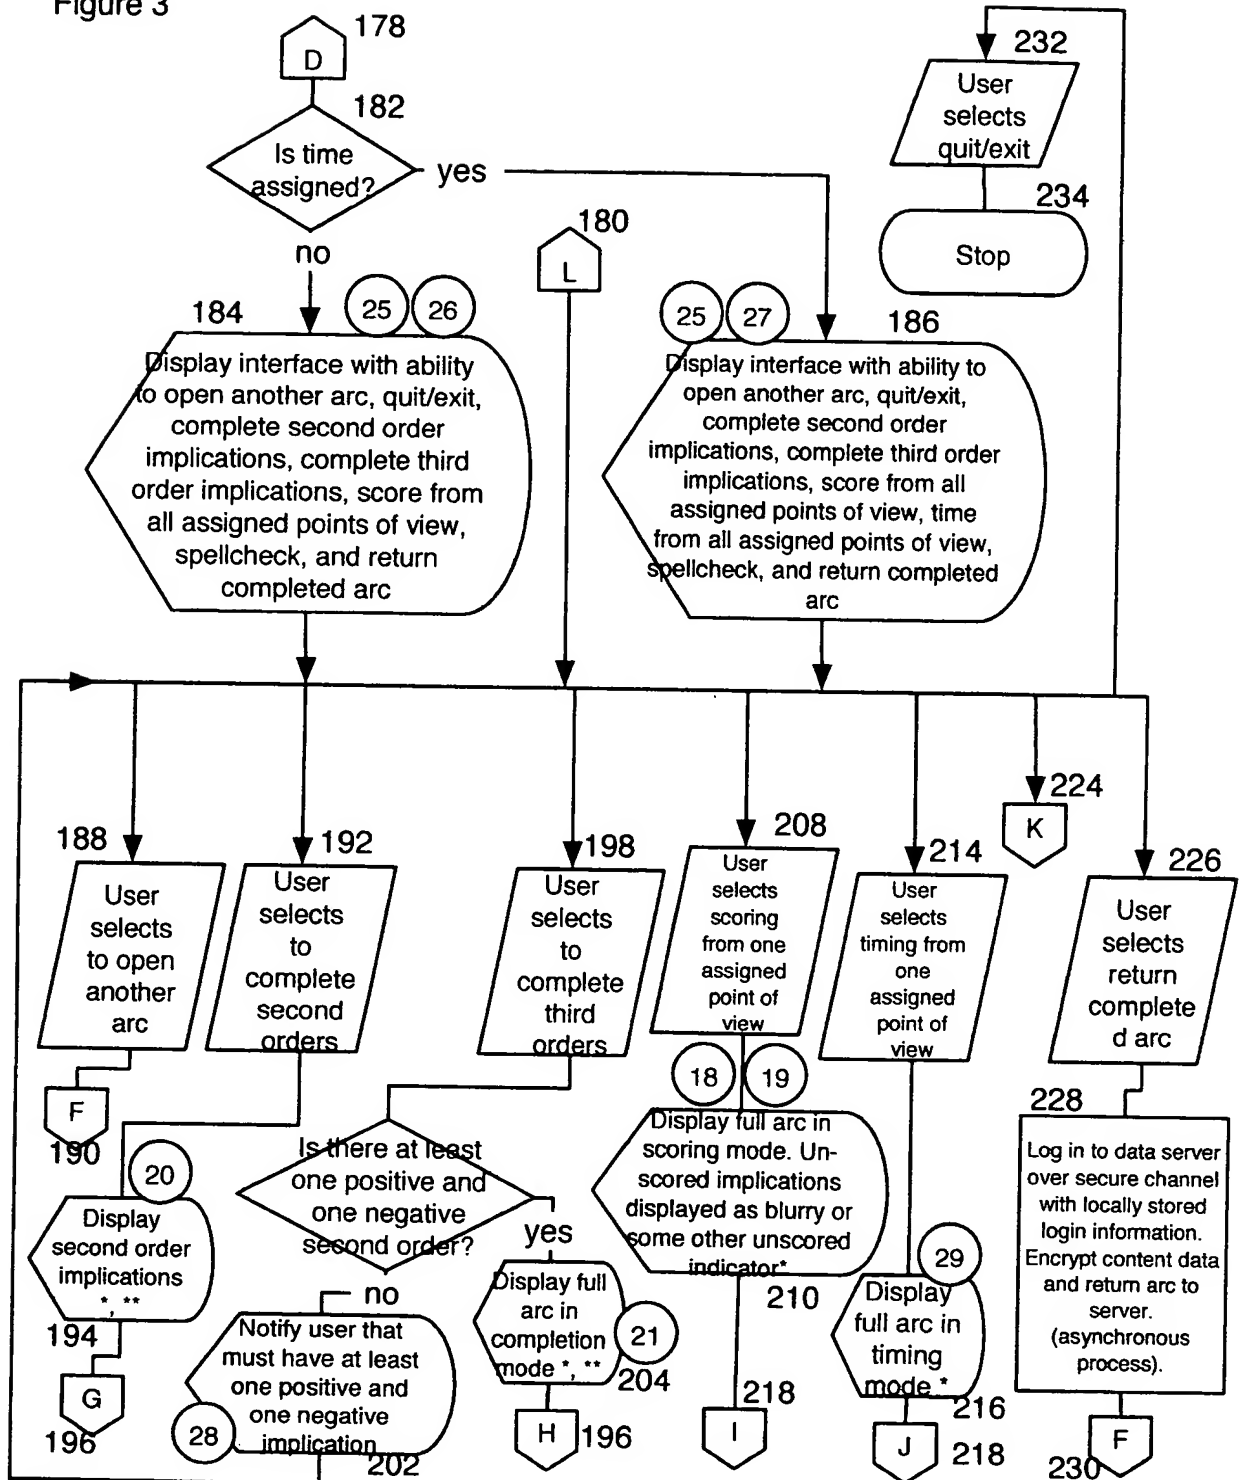 Figure 3
178
D
182
Is time
assigned?
yes
no
232
User
selects
quit/exit
234
Stop
180
L
184
25
26
Display interface with ability
to open another arc, quit/exit,
complete second order
implications, complete third
order implications, score from
all assigned points of view,
spellcheck, and return
completed arc
25
27
186
Display interface with ability to
open another arc, quit/exit,
complete second order
implications, complete third order
implications, score from all
assigned points of view, time
from all assigned points of view,
spellcheck, and return completed
arc
188
User
selects
to open
another
arc
F
190
192
User
selects
to
complete
second
orders
20
Display
second order
implications
*, **
194
G
196
198
User
selects
to
complete
third
orders
Is there at least
one positive and
one negative
second order?
yes
no
Notify user that
must have at least
one positive and
one negative
implication
28
202
Display full
arc in
completion
mode *, **
21
204
H
196
208
User
selects
scoring
from one
assigned
point of
view
18
19
Display full arc in
scoring mode. Un-
scored implications
displayed as blurry or
some other unscored
indicator*
210
218
I
214
User
selects
timing from
one
assigned
point of
view
29
Display
full arc in
timing
mode *
216
J
218
224
K
226
User
selects
return
complete
d arc
228
Log in to data server
over secure channel
with locally stored
login information.
Encrypt content data
and return arc to
server.
(asynchronous
process).
F
230